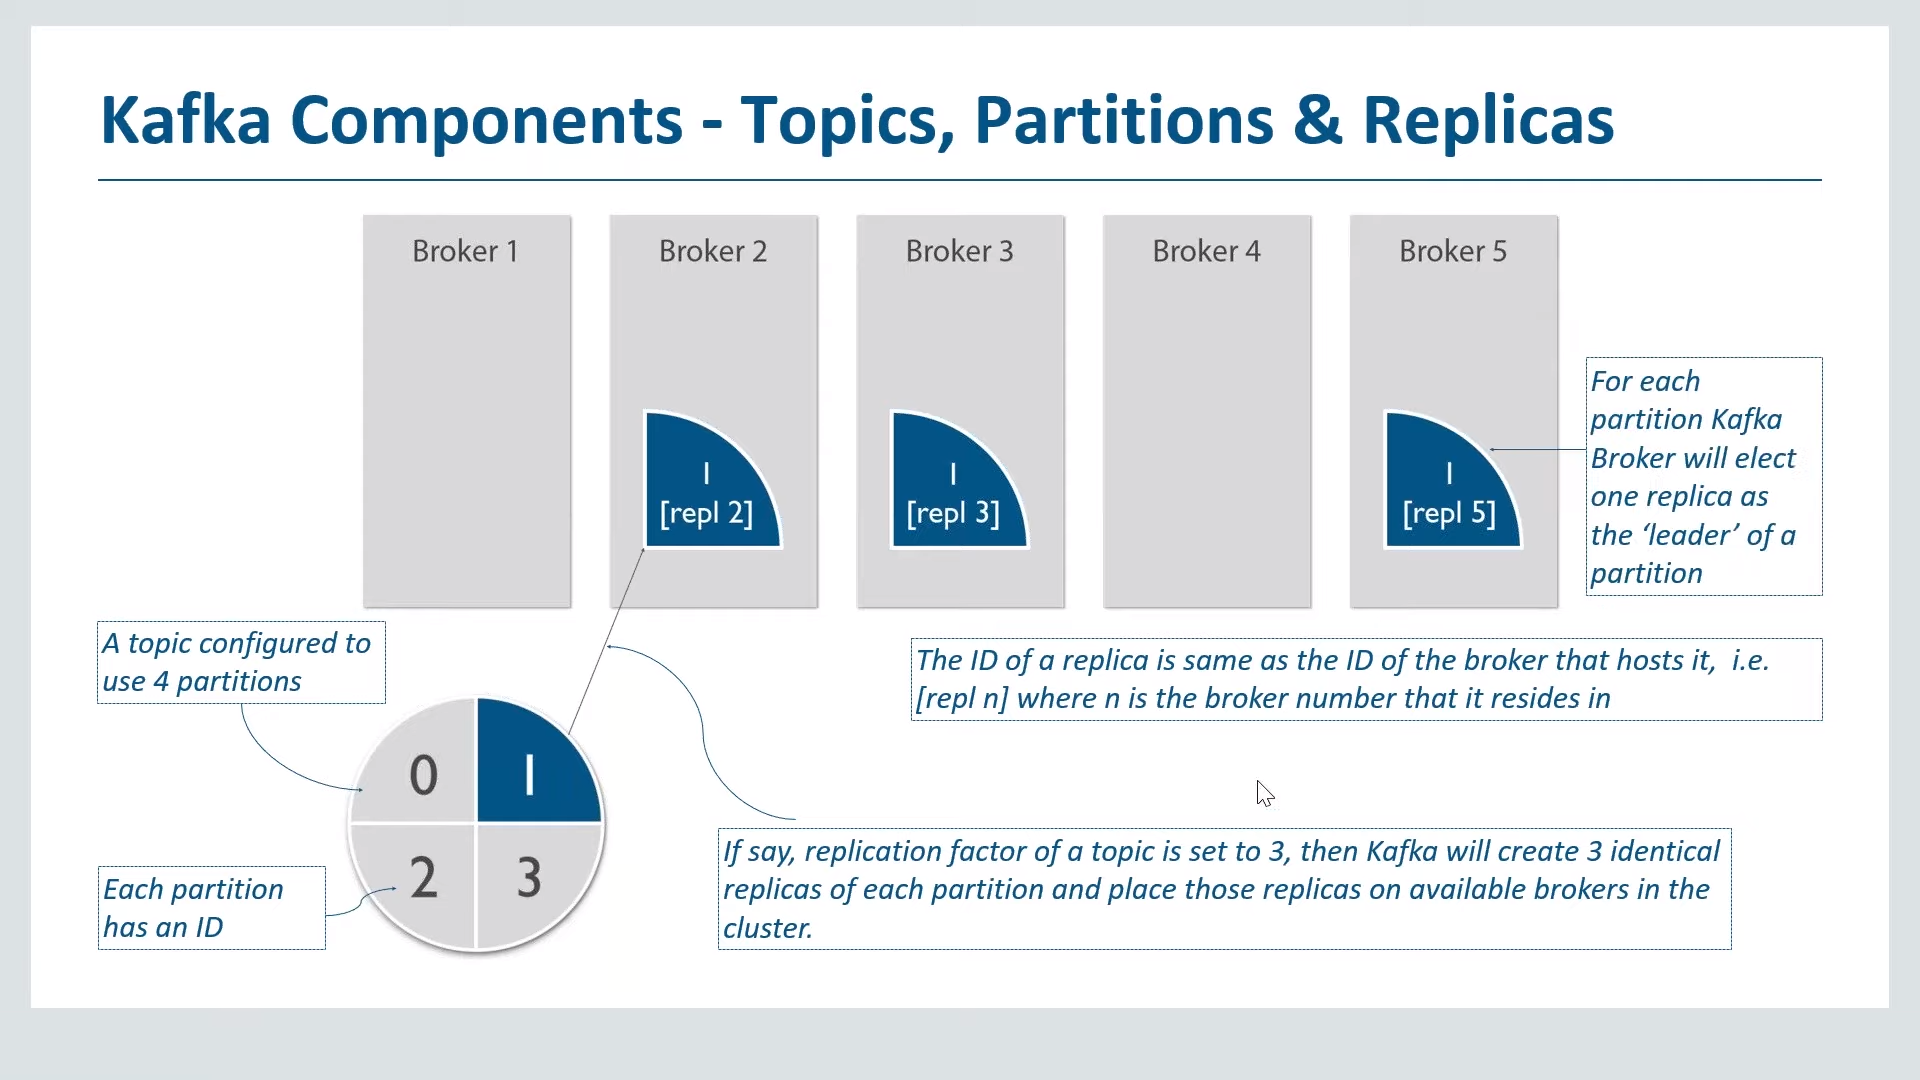 Kafka Components - Topics, Partitions & Replicas
Broker 1
Broker 2
Broker 3
Broker 4
Broker 5
1
[repl 2]
1
[repl 3]
1
[repl 5]
For each
partition Kafka
Broker will elect
one replica as
the ‘leader’ of a
partition
A topic configured to
use 4 partitions
The ID of a replica is same as the ID of the broker that hosts it,  i.e.
[repl n] where n is the broker number that it resides in
0
1
2
3
Each partition
has an ID
If say, replication factor of a topic is set to 3, then Kafka will create 3 identical
replicas of each partition and place those replicas on available brokers in the
cluster.